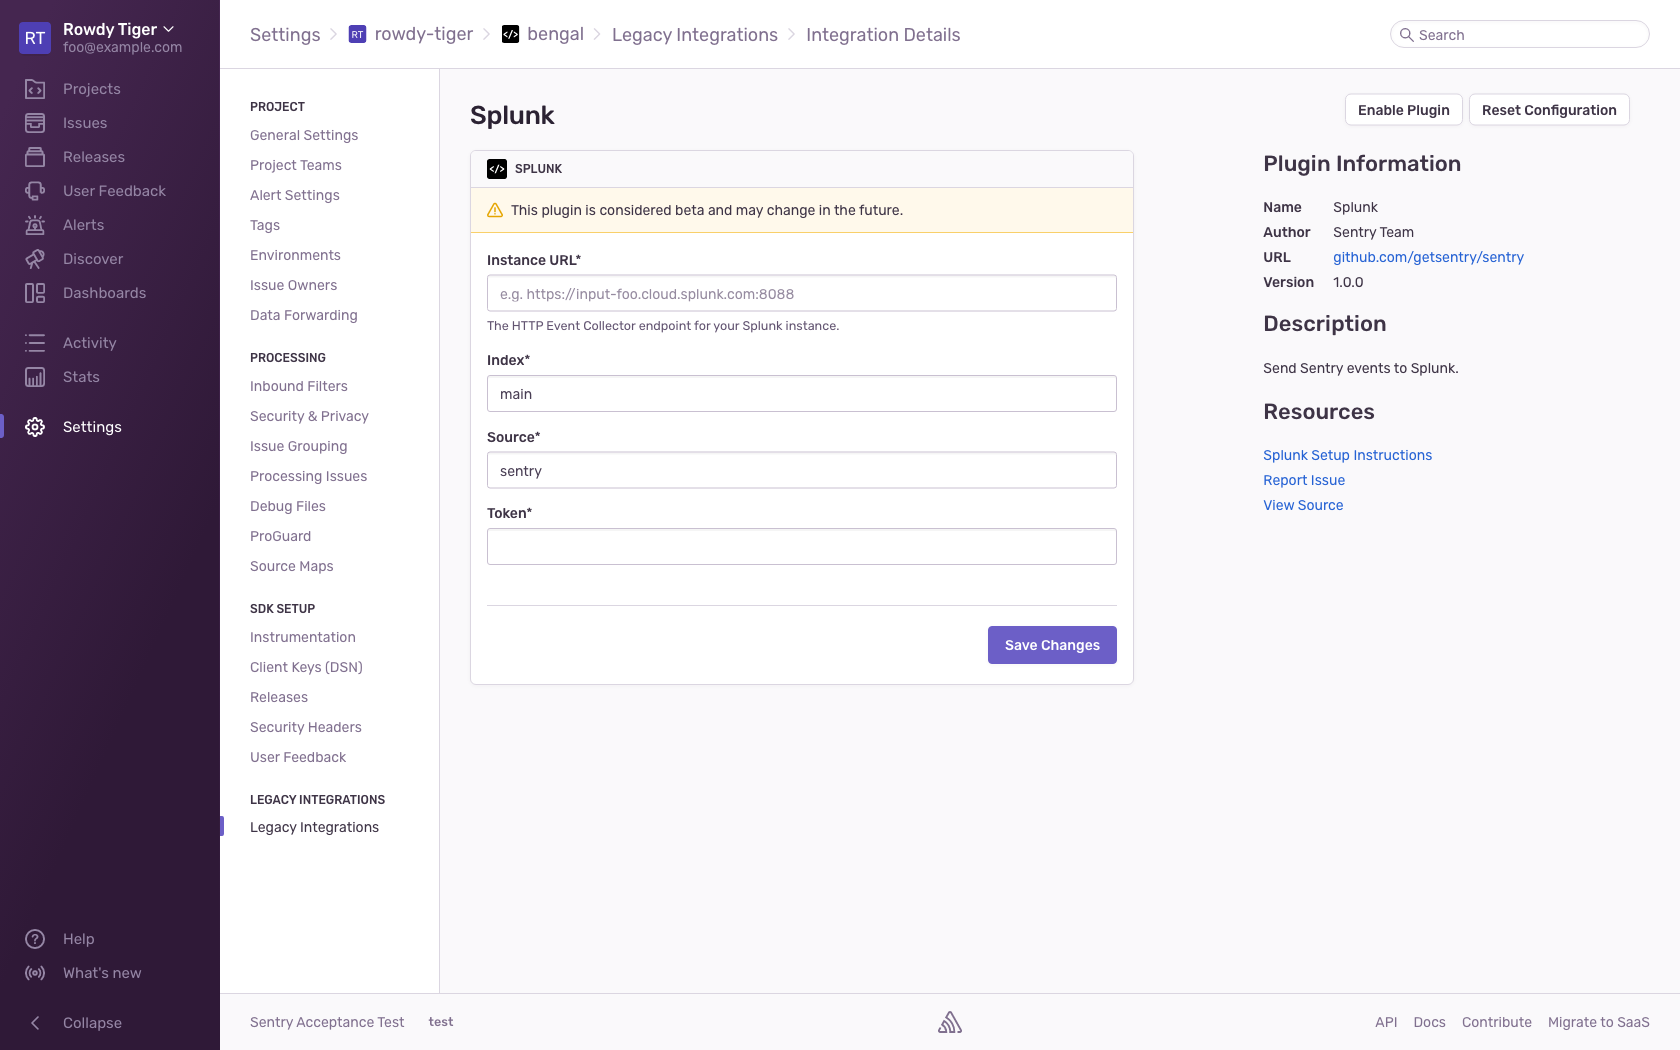 RT
Rowdy Tiger
foo@example.com
Projects
Issues
Releases
User Feedback
Alerts
Discover
Dashboards
Activity
Stats
Settings
Help
What's new
Collapse
Settings
RT rowdy-tiger
</> bengal
Legacy Integrations
Integration Details
Search
PROJECT
General Settings
Project Teams
Alert Settings
Tags
Environments
Issue Owners
Data Forwarding
PROCESSING
Inbound Filters
Security & Privacy
Issue Grouping
Processing Issues
Debug Files
ProGuard
Source Maps
SDK SETUP
Instrumentation
Client Keys (DSN)
Releases
Security Headers
User Feedback
LEGACY INTEGRATIONS
Legacy Integrations
Splunk
Enable Plugin
Reset Configuration
</> SPLUNK
This plugin is considered beta and may change in the future.
Instance URL*
e.g. https://input-foo.cloud.splunk.com:8088
The HTTP Event Collector endpoint for your Splunk instance.
Index*
main
Source*
sentry
Token*
Save Changes
Plugin Information
Name Splunk
Author Sentry Team
URL github.com/getsentry/sentry
Version 1.0.0
Description
Send Sentry events to Splunk.
Resources
Splunk Setup Instructions
Report Issue
View Source
Sentry Acceptance Test test
API Docs Contribute Migrate to SaaS